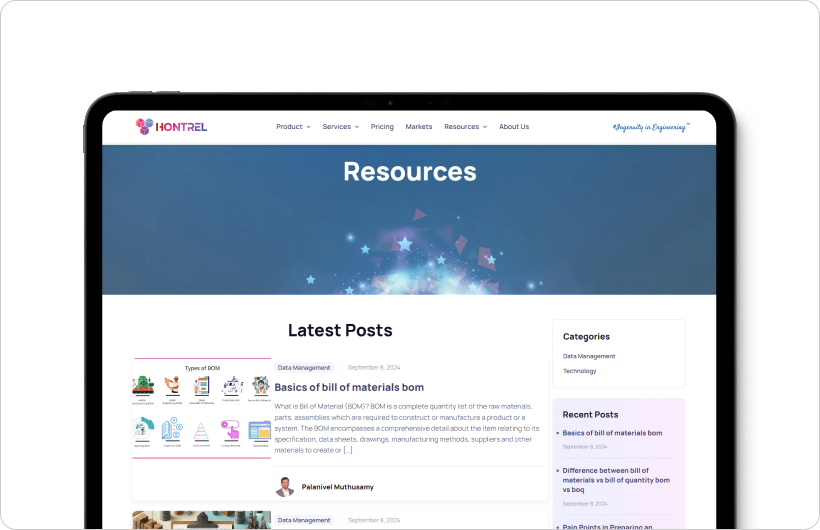 HONTREL
Product
Services
Pricing
Markets
Resources
About Us
#Ingenuity in Engineering™
Resources
Latest Posts
Types of BOM
Data Management
September 8, 2024
Basics of bill of materials bom
What is Bill of Material (BOM)? BOM is a complete quantity list of the raw materials,
parts, assemblies which are required to construct or manufacture a product or a
system. The BOM encompasses a comprehensive detail about the item relating to its
specification, data sheets, drawings, manufacturing methods, suppliers and other
materials to create or [...]
Palanivel Muthusamy
Data Management
September 8, 2024
Categories
Data Management
Technology
Recent Posts
• Basics of bill of materials bom
September 8, 2024
• Difference between bill of
materials vs bill of quantity bom
vs boq
September 8, 2024
• Pain Points in Preparing an